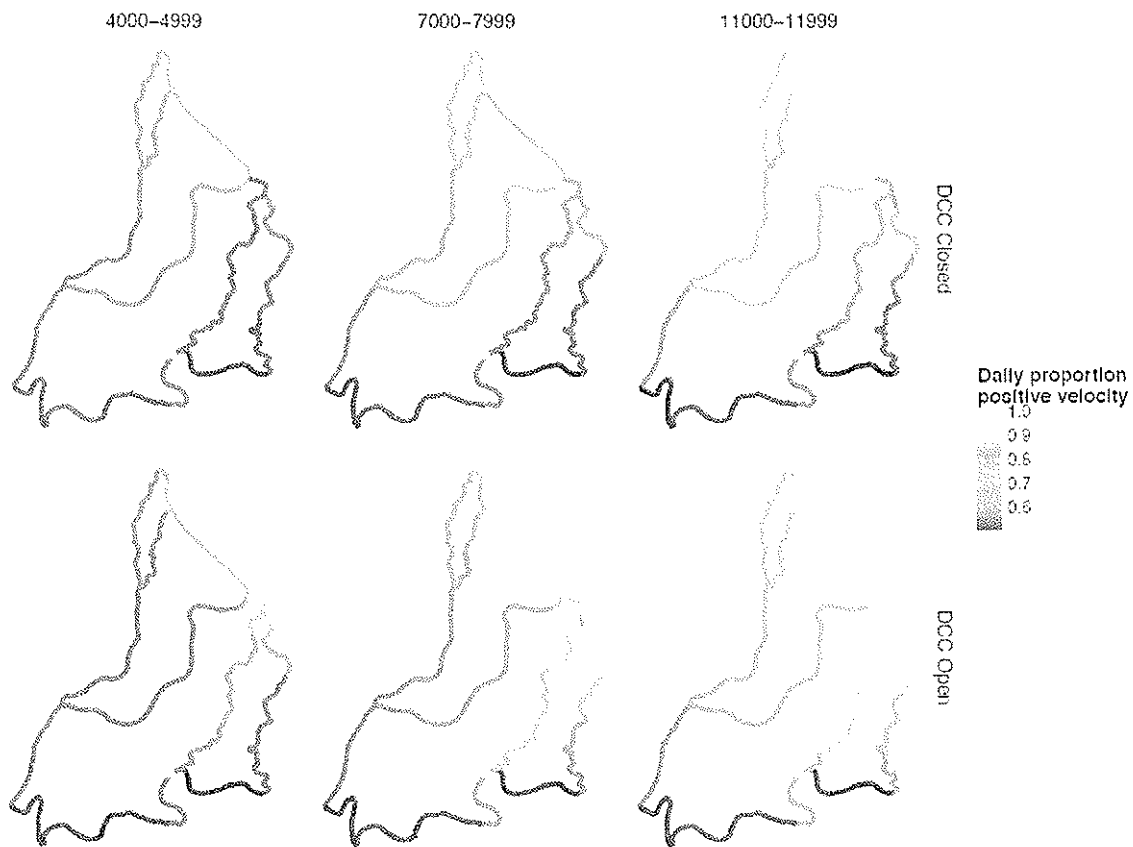 4000–4999
7000–7999
11000–11999
DCC Closed
Daily proportion
positive velocity
1.0
0.9
0.8
0.7
0.6
DCC Open